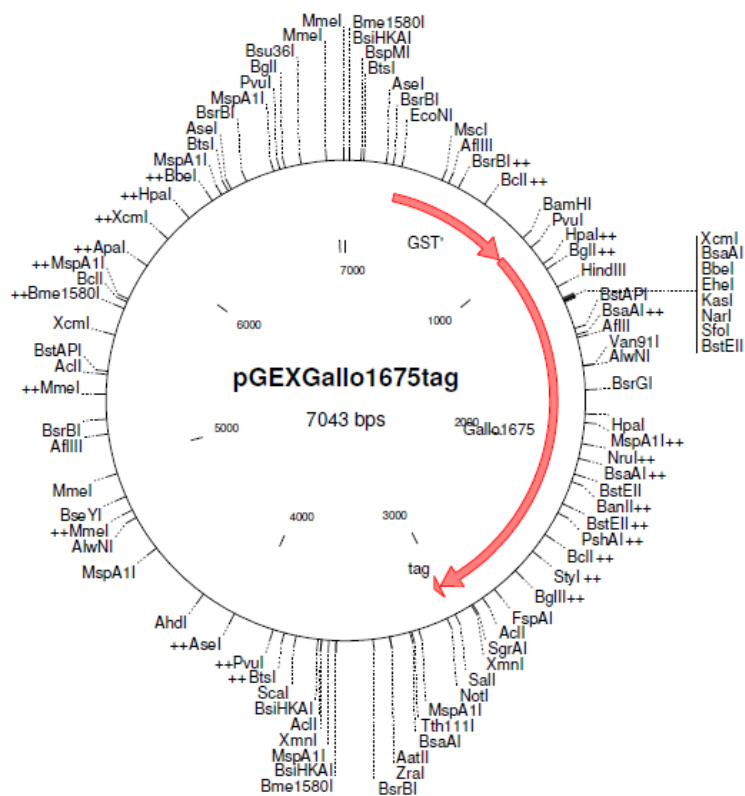 MmeI
Bme1580I
BsiHKAI
BspMI
BtsI
AseI
BsrBI
EcoNI
MscI
AflIII
BsrBI++
BclI++
BamHI
PvuI
HpaI++
BglI++
HindIII
XcmI
BsaAI
BbeI
EheI
KasI
NarI
SfoI
BstEII
BstAPI
BsaAI++
AflII
Van91I
AlwNI
BsrGI
HpaI
MspA1I++
NruI++
BsaAI++
BstEII
BanII++
BstEII++
PshAI++
BclI++
StyI++
BglII++
FspAI
AclI
SgrAI
XmnI
SalI
NotI
MspA1I
Tth111I
BsaAI
AatII
ZraI
BsrBI
Bme1580I
BsiHKAI
MspA1I
XmnI
AclI
BsiHKAI
ScaI
++BtsI
++PvuI
++AseI
AhdI
MspA1I
AlwNI
++MmeI
BseYI
MmeI
AflIII
BsrBI
++MmeI
AclI
BstAPI
XcmI
++Bme1580I
BclI
++MspA1I
++ApaI
++XcmI
++HpaI
++BbeI
MspA1I
BtsI
AseI
BsrBI
MspA1I
PvuI
BglI
Bsu36I
MmeI
GST'
7000
1000
6000
pGEXGallo1675tag
7043 bps
2000
Gallo1675
5000
4000
3000
tag